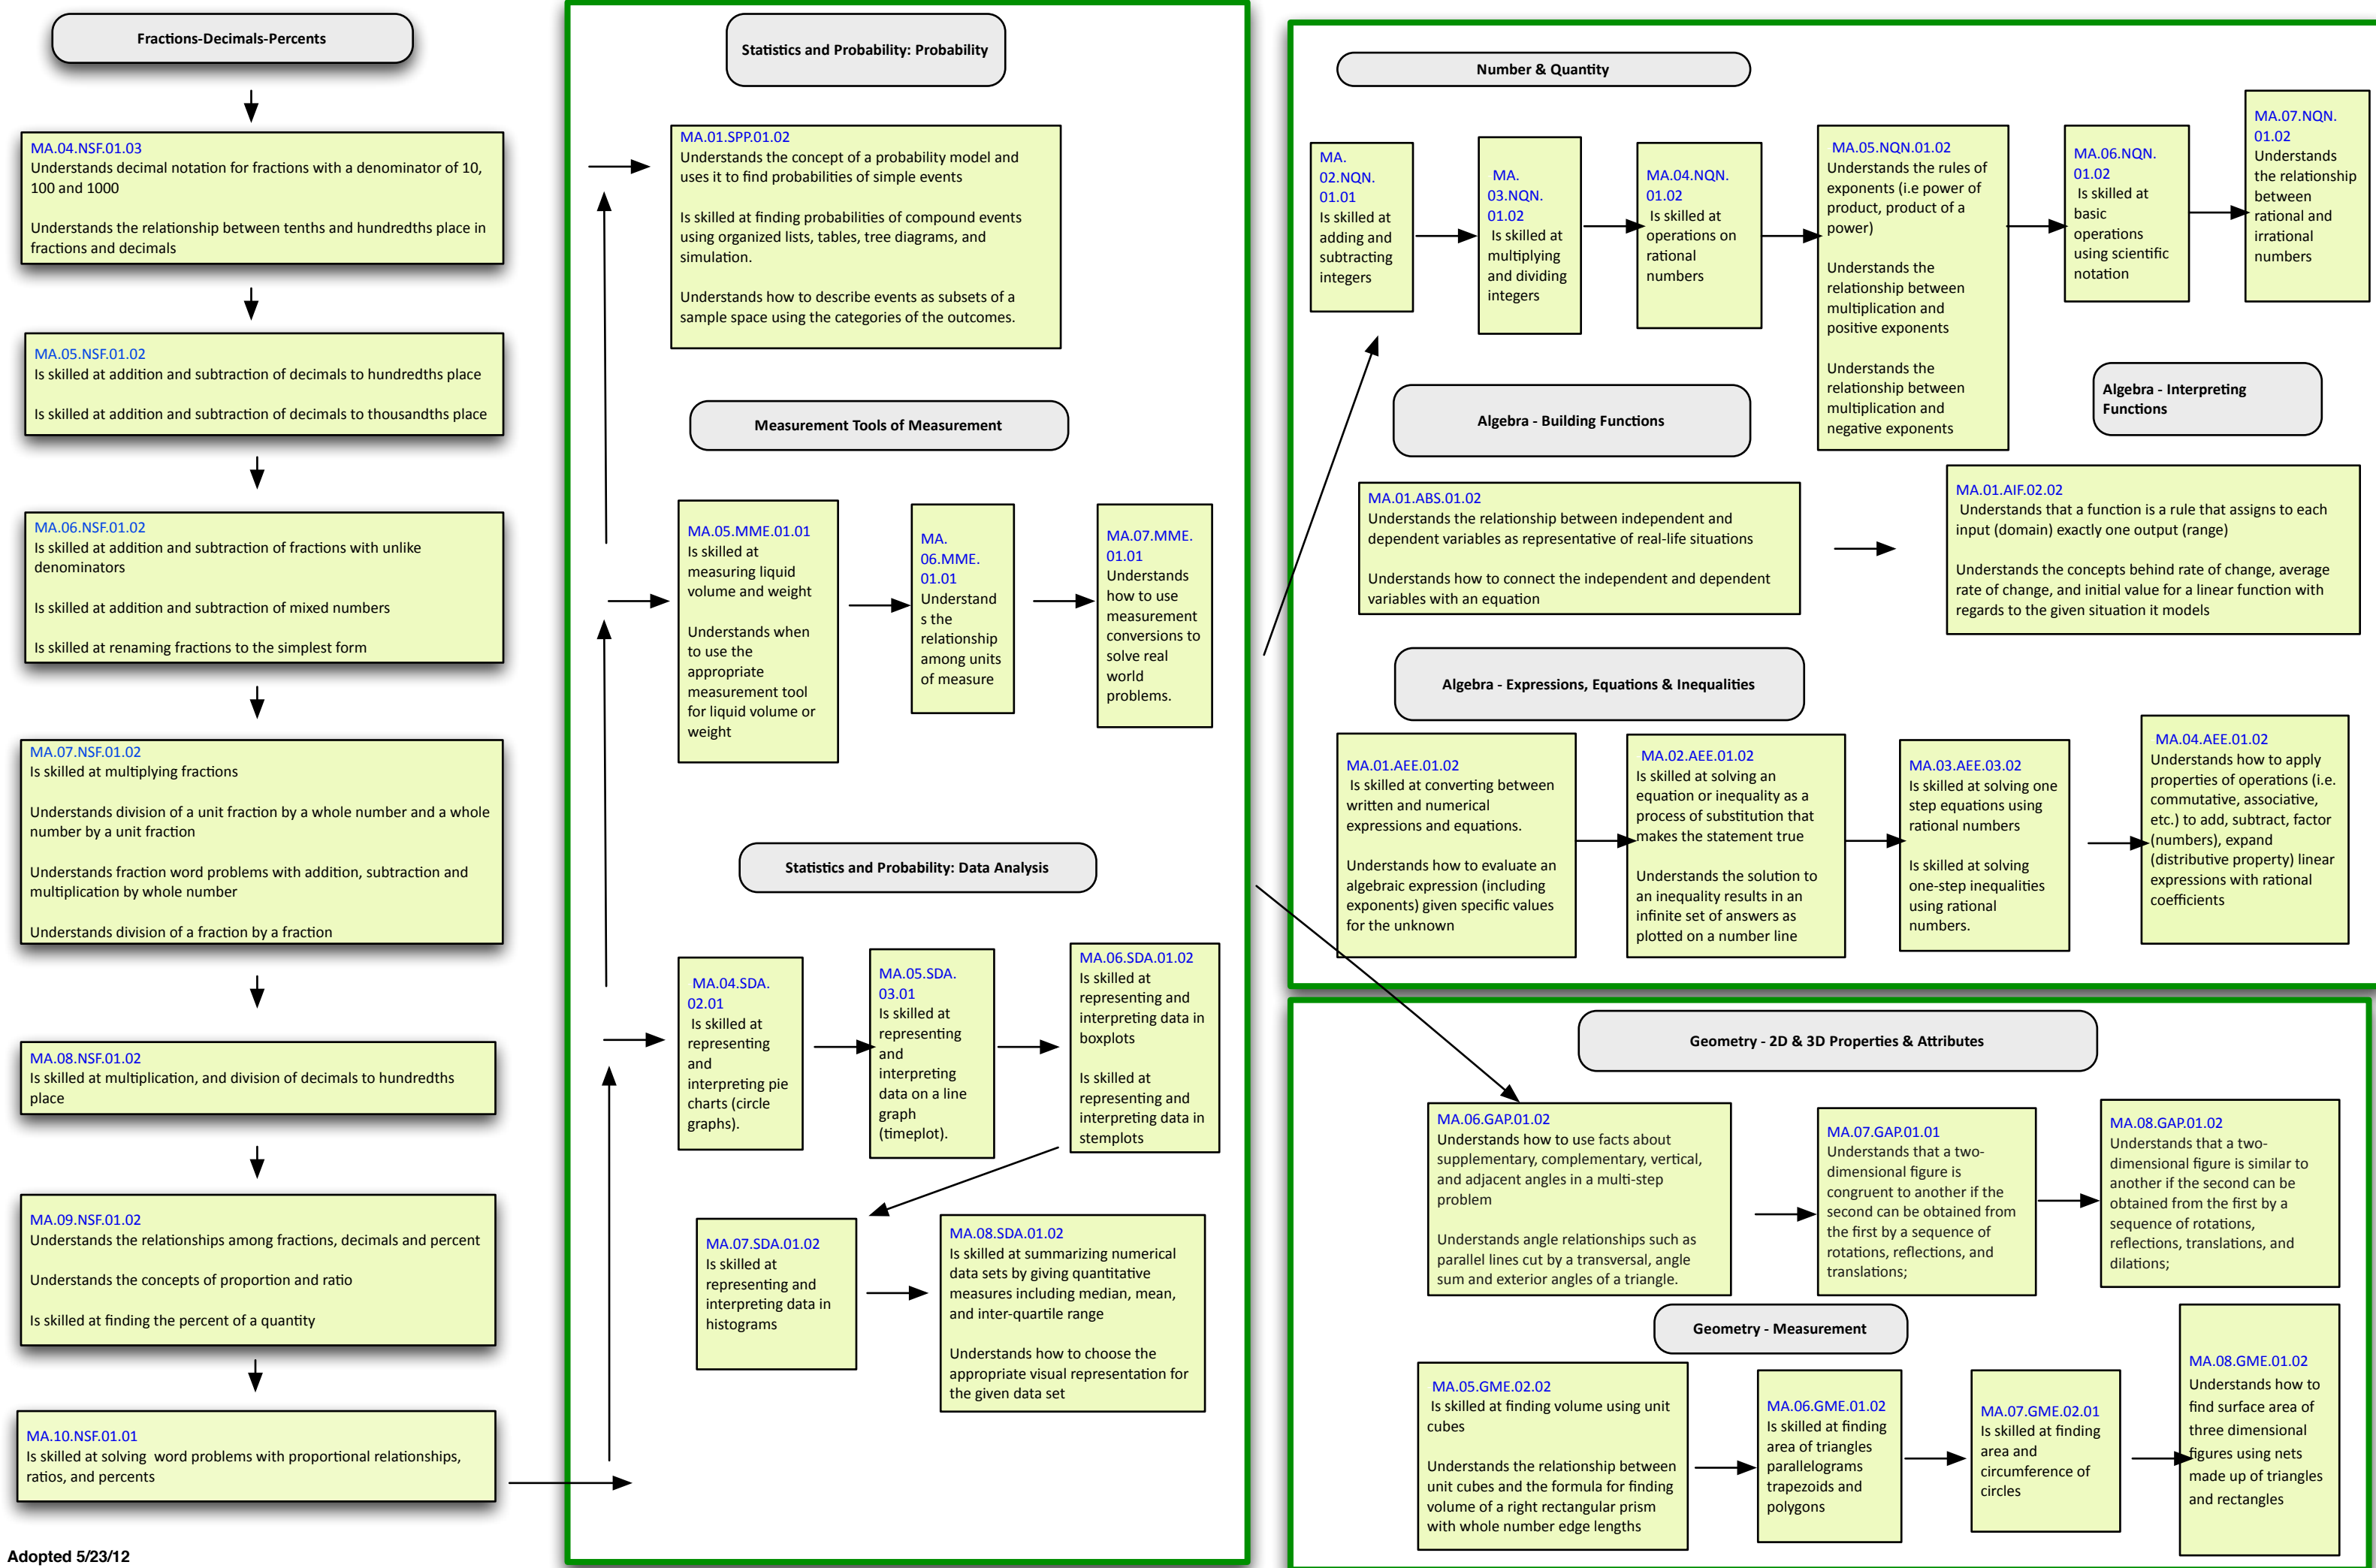 Fractions-Decimals-Percents
MA.04.NSF.01.03
Understands decimal notation for fractions with a denominator of 10,
100 and 1000
Understands the relationship between tenths and hundredths place in
fractions and decimals
MA.05.NSF.01.02
Is skilled at addition and subtraction of decimals to hundredths place
Is skilled at addition and subtraction of decimals to thousandths place
MA.06.NSF.01.02
Is skilled at addition and subtraction of fractions with unlike
denominators
Is skilled at addition and subtraction of mixed numbers
Is skilled at renaming fractions to the simplest form
MA.07.NSF.01.02
Is skilled at multiplying fractions
Understands division of a unit fraction by a whole number and a whole
number by a unit fraction
Understands fraction word problems with addition, subtraction and
multiplication by whole number
Understands division of a fraction by a fraction
MA.08.NSF.01.02
Is skilled at multiplication, and division of decimals to hundredths
place
MA.09.NSF.01.02
Understands the relationships among fractions, decimals and percent
Understands the concepts of proportion and ratio
Is skilled at finding the percent of a quantity
MA.10.NSF.01.01
Is skilled at solving word problems with proportional relationships,
ratios, and percents
Adopted 5/23/12
Statistics and Probability: Probability
MA.01.SPP.01.02
Understands the concept of a probability model and
uses it to find probabilities of simple events
Is skilled at finding probabilities of compound events
using organized lists, tables, tree diagrams, and
simulation.
Understands how to describe events as subsets of a
sample space using the categories of the outcomes.
Measurement Tools of Measurement
MA.05.MME.01.01
Is skilled at
measuring liquid
volume and weight
Understands when
to use the
appropriate
measurement tool
for liquid volume or
weight
MA.
06.MME.
01.01
Understand
s the
relationship
among units
of measure
MA.07.MME.
01.01
Understands
how to use
measurement
conversions to
solve real
world
problems.
Statistics and Probability: Data Analysis
MA.04.SDA.
02.01
Is skilled at
representing
and
interpreting pie
charts (circle
graphs).
MA.05.SDA.
03.01
Is skilled at
representing
and
interpreting
data on a line
graph
(timeplot).
MA.06.SDA.01.02
Is skilled at
representing and
interpreting data in
boxplots
Is skilled at
representing and
interpreting data in
stemplots
MA.07.SDA.01.02
Is skilled at
representing and
interpreting data in
histograms
MA.08.SDA.01.02
Is skilled at summarizing numerical
data sets by giving quantitative
measures including median, mean,
and inter-quartile range
Understands how to choose the
appropriate visual representation for
the given data set
Number & Quantity
MA.
02.NQN.
01.01
Is skilled at
adding and
subtracting
integers
MA.
03.NQN.
01.02
Is skilled at
multiplying
and dividing
integers
MA.04.NQN.
01.02
Is skilled at
operations on
rational
numbers
MA.05.NQN.01.02
Understands the rules of
exponents (i.e power of
product, product of a
power)
Understands the
relationship between
multiplication and
positive exponents
Understands the
relationship between
multiplication and
negative exponents
MA.06.NQN.
01.02
Is skilled at
basic
operations
using scientific
notation
MA.07.NQN.
01.02
Understands
the relationship
between
rational and
irrational
numbers
Algebra - Building Functions
Algebra - Interpreting
Functions
MA.01.ABS.01.02
Understands the relationship between independent and
dependent variables as representative of real-life situations
Understands how to connect the independent and dependent
variables with an equation
MA.01.AIF.02.02
Understands that a function is a rule that assigns to each
input (domain) exactly one output (range)
Understands the concepts behind rate of change, average
rate of change, and initial value for a linear function with
regards to the given situation it models
Algebra - Expressions, Equations & Inequalities
MA.01.AEE.01.02
Is skilled at converting between
written and numerical
expressions and equations.
Understands how to evaluate an
algebraic expression (including
exponents) given specific values
for the unknown
MA.02.AEE.01.02
Is skilled at solving an
equation or inequality as a
process of substitution that
makes the statement true
Understands the solution to
an inequality results in an
infinite set of answers as
plotted on a number line
MA.03.AEE.03.02
Is skilled at solving one
step equations using
rational numbers
Is skilled at solving
one-step inequalities
using rational
numbers.
MA.04.AEE.01.02
Understands how to apply
properties of operations (i.e.
commutative, associative,
etc.) to add, subtract, factor
(numbers), expand
(distributive property) linear
expressions with rational
coefficients
Geometry - 2D & 3D Properties & Attributes
MA.06.GAP.01.02
Understands how to use facts about
supplementary, complementary, vertical,
and adjacent angles in a multi-step
problem
Understands angle relationships such as
parallel lines cut by a transversal, angle
sum and exterior angles of a triangle.
MA.07.GAP.01.01
Understands that a two-
dimensional figure is
congruent to another if the
second can be obtained from
the first by a sequence of
rotations, reflections, and
translations;
MA.08.GAP.01.02
Understands that a two-
dimensional figure is similar to
another if the second can be
obtained from the first by a
sequence of rotations,
reflections, translations, and
dilations;
Geometry - Measurement
MA.05.GME.02.02
Is skilled at finding volume using unit
cubes
Understands the relationship between
unit cubes and the formula for finding
volume of a right rectangular prism
with whole number edge lengths
MA.06.GME.01.02
Is skilled at finding
area of triangles
parallelograms
trapezoids and
polygons
MA.07.GME.02.01
Is skilled at finding
area and
circumference of
circles
MA.08.GME.01.02
Understands how to
find surface area of
three dimensional
figures using nets
made up of triangles
and rectangles